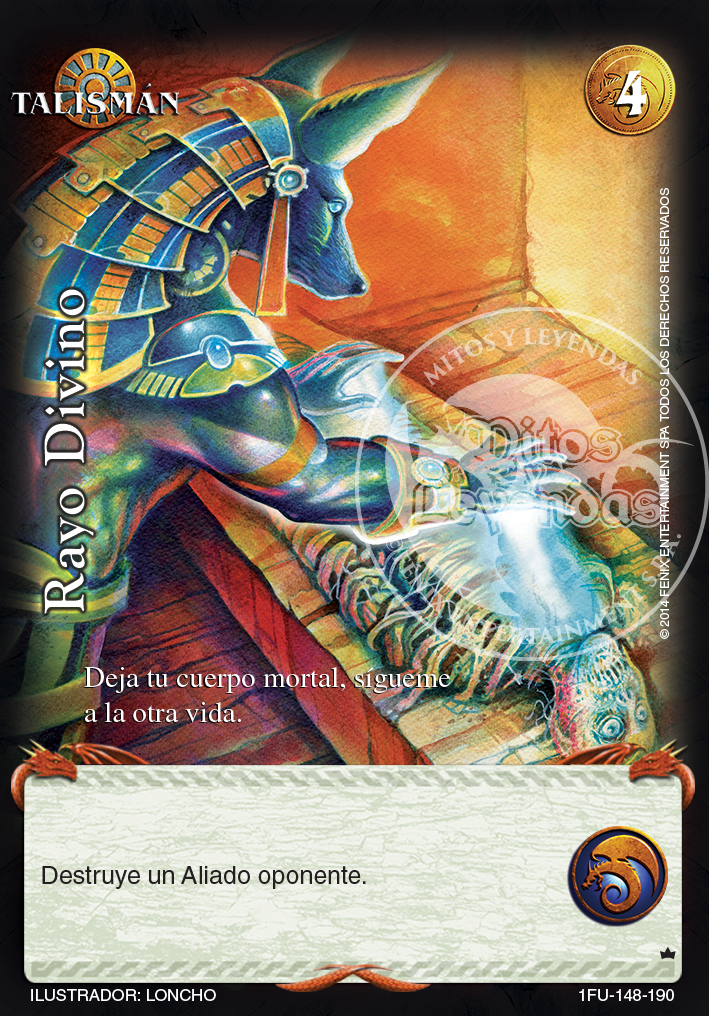 TALISMÁN
4
Rayo Divino
© 2014 FENIX ENTERTAINMENT SPA TODOS LOS DERECHOS RESERVADOS
MITOS Y LEYENDAS
ENTERTAINMENT S.P.A.
Deja tu cuerpo mortal, sígueme
a la otra vida.
Destruye un Aliado oponente.
ILUSTRADOR: LONCHO
1FU-148-190